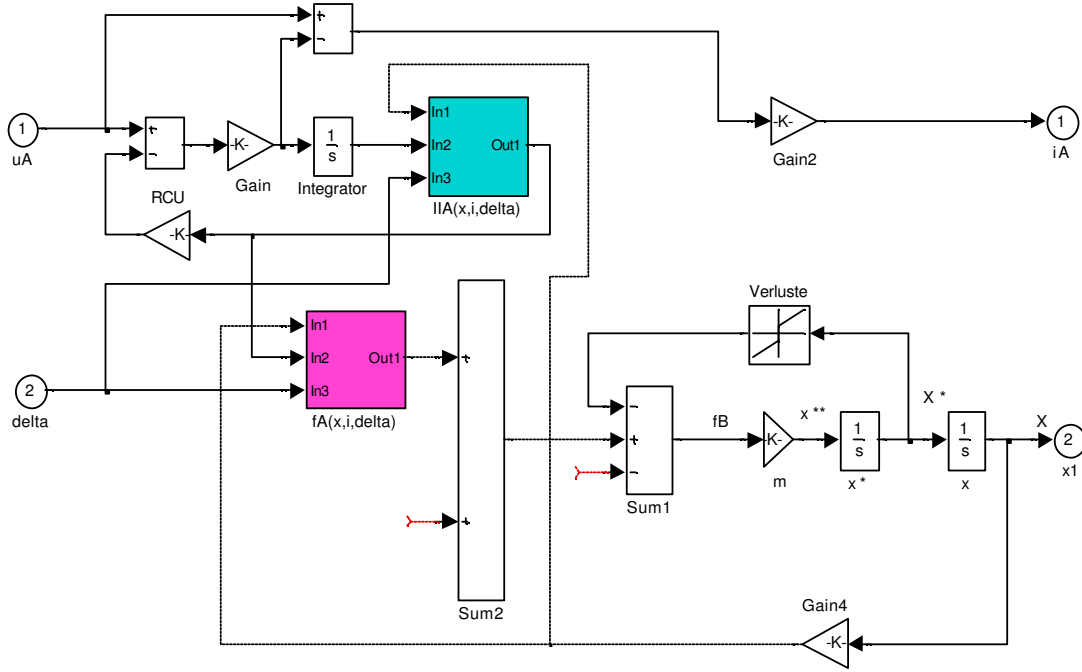 +
−
1
uA
+
−
-K-
Gain
1
s
Integrator
In1
In2
In3
Out1
IIA(x,i,delta)
-K-
Gain2
1
iA
RCU
-K-
2
delta
In1
In2
In3
Out1
fA(x,i,delta)
+
+
Sum2
Verluste
−
+
−
Sum1
fB
K-
m
x **
1
s
x *
X *
1
s
x
X
2
x1
Gain4
-K-